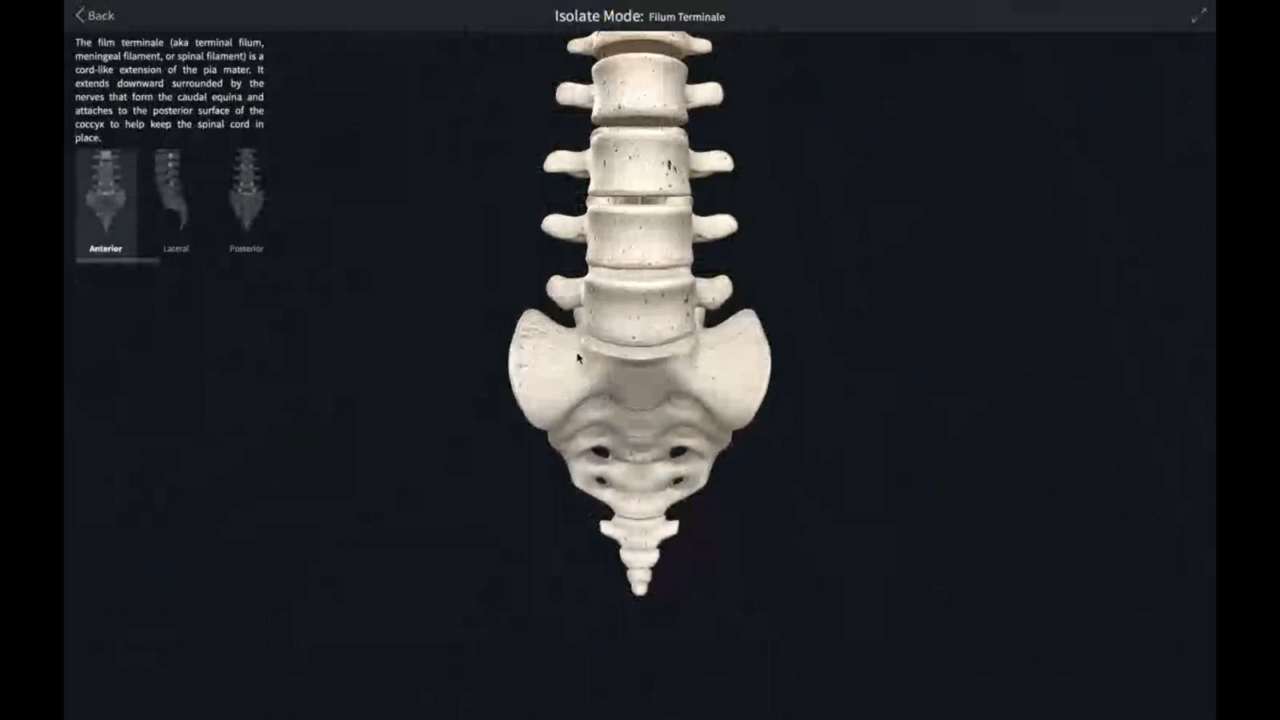 Back
Isolate Mode: Filum Terminale
The film terminale (aka terminal filum,
meningeal filament, or spinal filament) is a
cord-like extension of the pia mater. It
extends downward surrounded by the
nerves that form the caudal equina and
attaches to the posterior surface of the
coccyx to help keep the spinal cord in
place.
Anterior
Lateral
Posterior